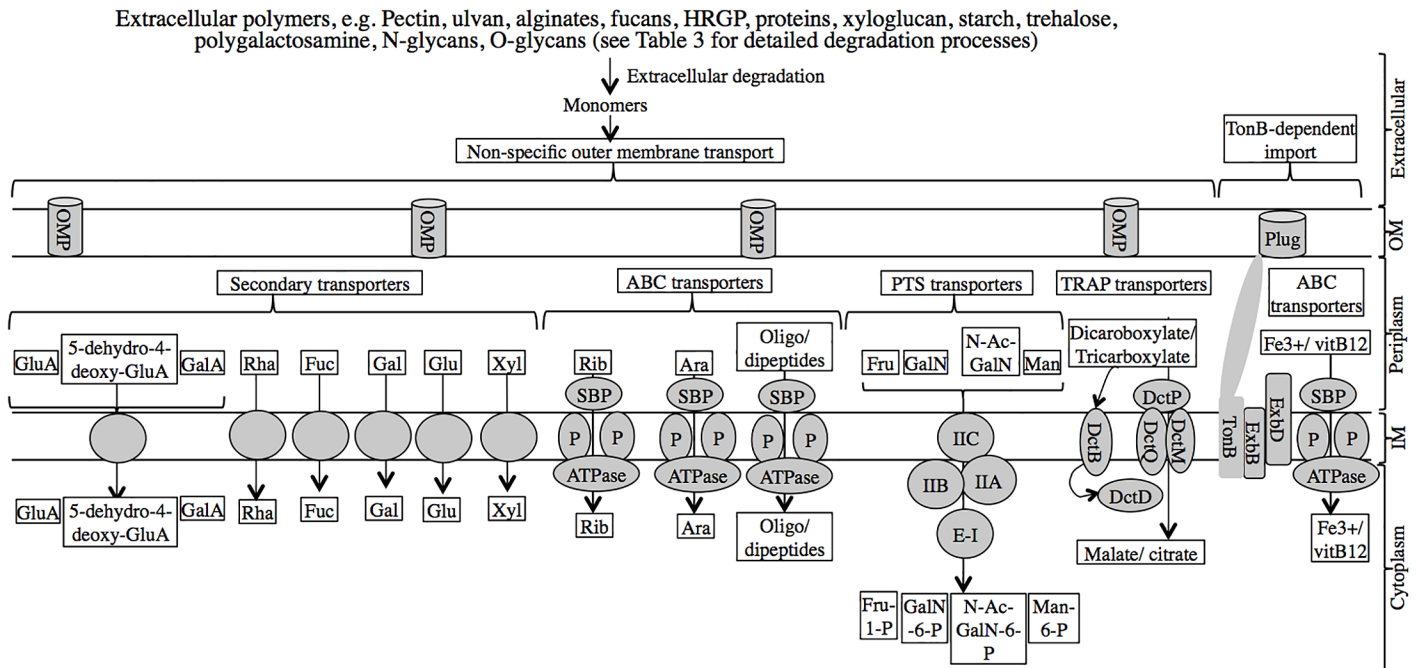 Extracellular polymers, e.g. Pectin, ulvan, alginates, fucans, HRGP, proteins, xyloglucan, starch, trehalose,
polygalactosamine, N-glycans, O-glycans (see Table 3 for detailed degradation processes)
Extracellular degradation
Monomers
Non-specific outer membrane transport
TonB-dependent
import
Extracellular
OMP
OMP
OMP
OMP
Plug
OM
Secondary transporters
ABC transporters
PTS transporters
TRAP transporters
ABC
transporters
Periplasm
GluA
5-dehydro-4-
deoxy-GluA
GalA
Rha
Fuc
Gal
Glu
Xyl
Rib
Ara
Oligo/
dipeptides
Fru
GalN
N-Ac-
GalN
Man
Dicaroboxylate/
Tricarboxylate
Fe3+/ vitB12
SBP
SBP
SBP
DctP
SBP
P
P
P
P
P
P
IIC
DctB
DctQ
DctM
TonB
ExbB
ExbD
P
P
IM
ATPase
ATPase
ATPase
IIB
IIA
DctD
ATPase
GluA
5-dehydro-4-
deoxy-GluA
GalA
Rha
Fuc
Gal
Glu
Xyl
Rib
Ara
Oligo/
dipeptides
E-I
Malate/ citrate
Fe3+/
vitB12
Cytoplasm
Fru-
1-P
GalN
-6-P
N-Ac-
GalN-6-
P
Man-
6-P